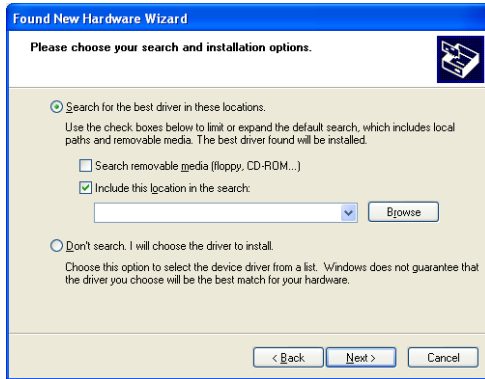 Found New Hardware Wizard
Please choose your search and installation options.
Search for the best driver in these locations.
Use the check boxes below to limit or expand the default search, which includes local
paths and removable media. The best driver found will be installed.
Search removable media (floppy, CD-ROM...)
Include this location in the search:
Browse
Don't search. I will choose the driver to install.
Choose this option to select the device driver from a list. Windows does not guarantee that
the driver you choose will be the best match for your hardware.
< Back Next > Cancel